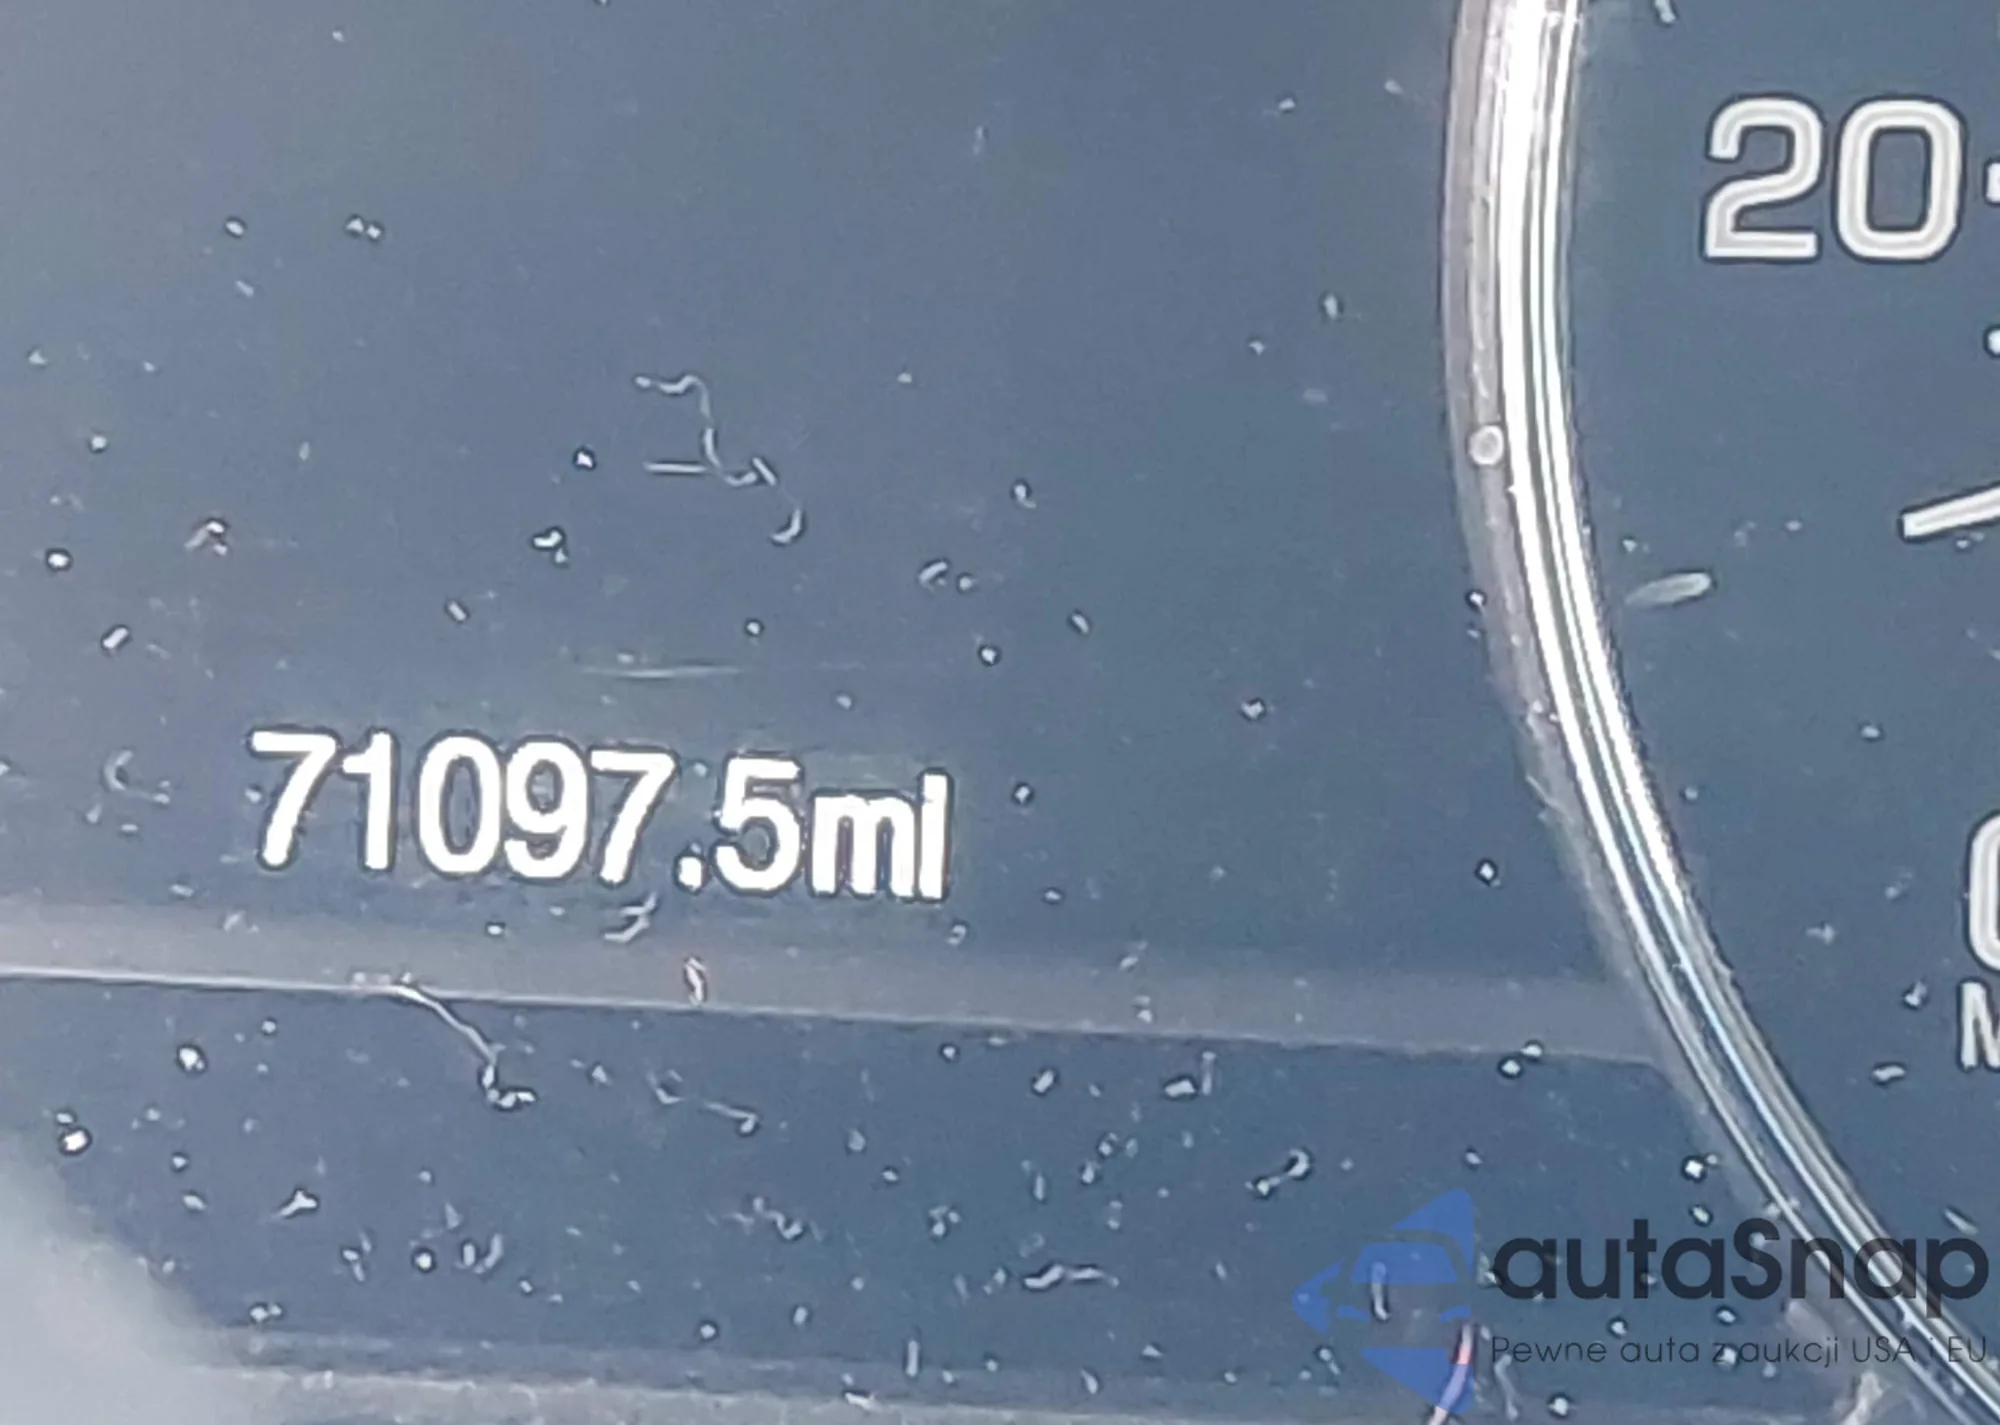 20
71097.5mi
autaSnap
Pewne auta z aukcji USA i EU